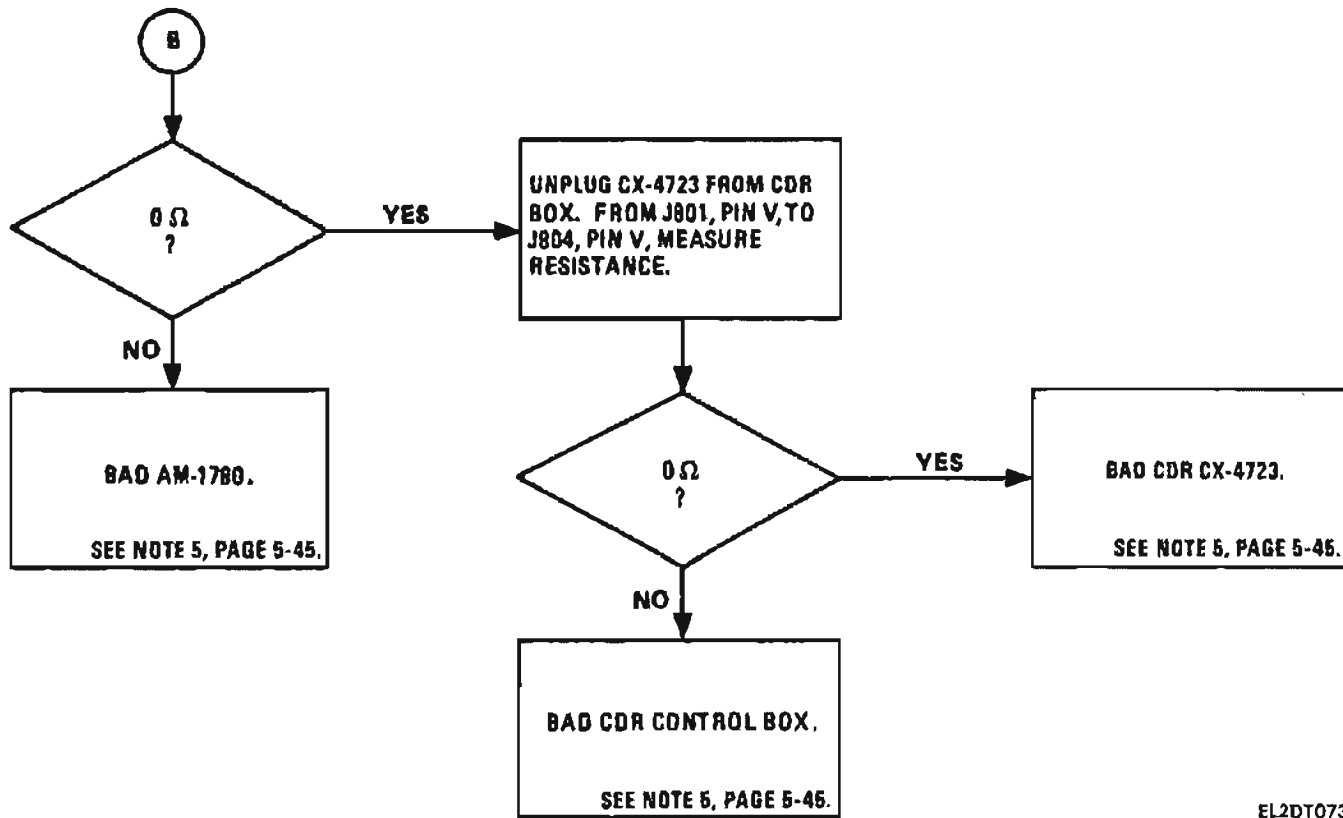 B
0 Ω
?
YES
UNPLUG CX-4723 FROM CDR
BOX. FROM J801, PIN V, TO
J804, PIN V, MEASURE
RESISTANCE.
NO
BAD AM-1780.
SEE NOTE 5, PAGE 5-45.
0 Ω
?
YES
BAD CDR CX-4723.
SEE NOTE 5, PAGE 5-45.
NO
BAD CDR CONTROL BOX.
SEE NOTE 5, PAGE 5-45.
EL2DT073